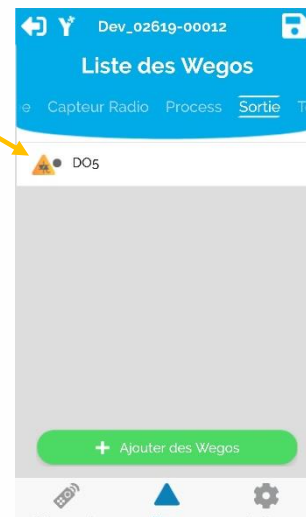 Dev_02619-00012
Liste des Wegos
e Capteur Radio Process Sortie T
DO5
+ Ajouter des Wegos